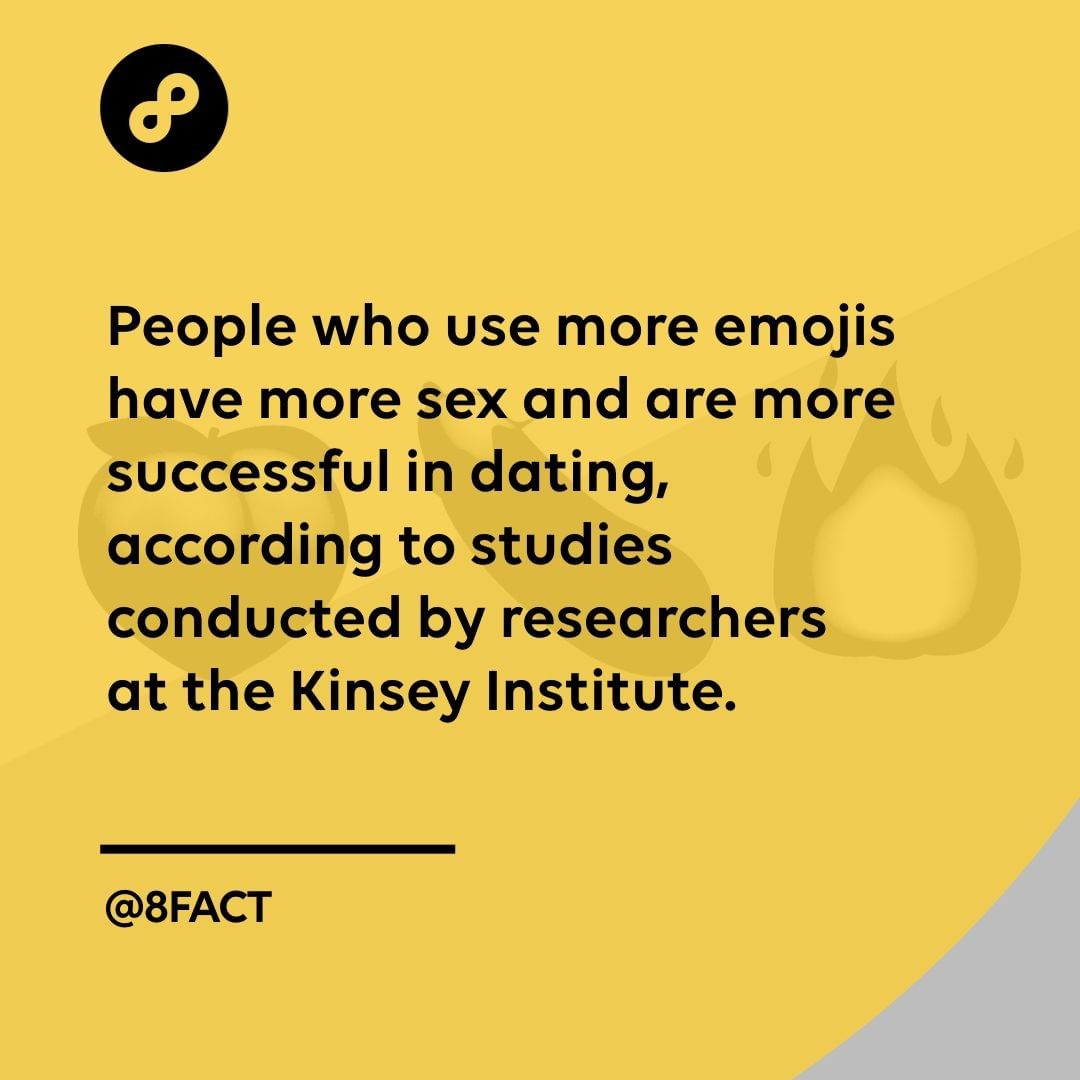 People who use more emojis
have more sex and are more
successful in dating,
according to studies
conducted by researchers
at the Kinsey Institute.
@8FACT